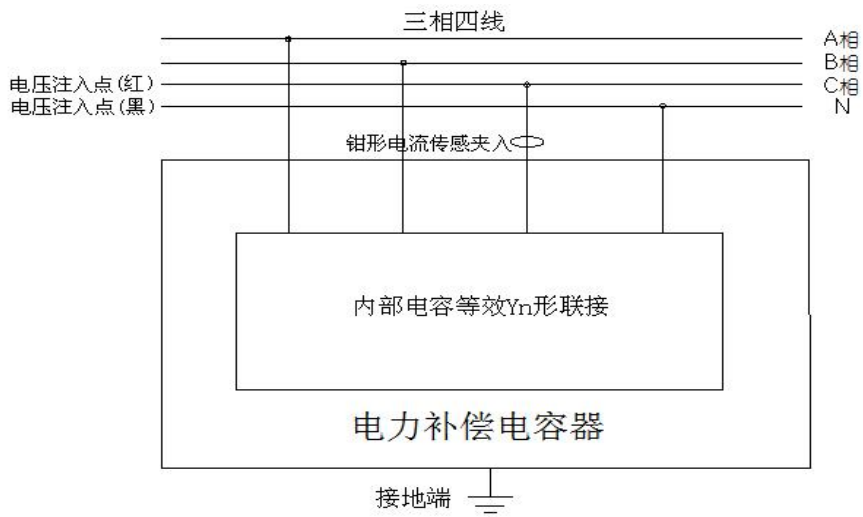 三相四线
A相
B相
电压注入点(红)
C相
电压注入点(黑)
N
钳形电流传感夹入
内部电容等效Yn形联接
电力补偿电容器
接地端